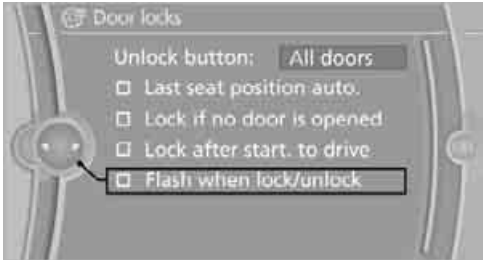 Door locks
Unlock button: All doors
Last seat position auto.
Lock if no door is opened
Lock after start. to drive
Flash when lock/unlock